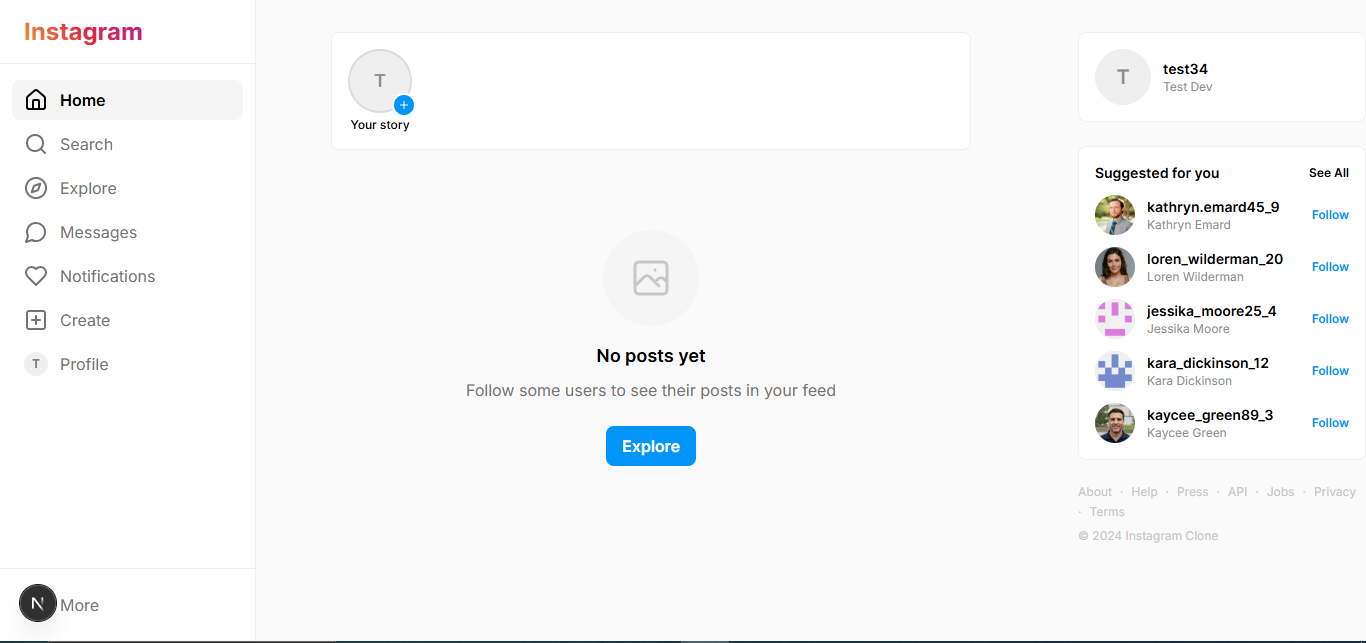 Instagram
Home
Search
Explore
Messages
Notifications
Create
T Profile
N More
T
+
Your story
No posts yet
Follow some users to see their posts in your feed
Explore
T
test34
Test Dev
Suggested for you See All
kathryn.emard45_9
Kathryn Emard
Follow
loren_wilderman_20
Loren Wilderman
Follow
jessika_moore25_4
Jessika Moore
Follow
kara_dickinson_12
Kara Dickinson
Follow
kaycee_green89_3
Kaycee Green
Follow
About · Help · Press · API · Jobs · Privacy
· Terms
© 2024 Instagram Clone